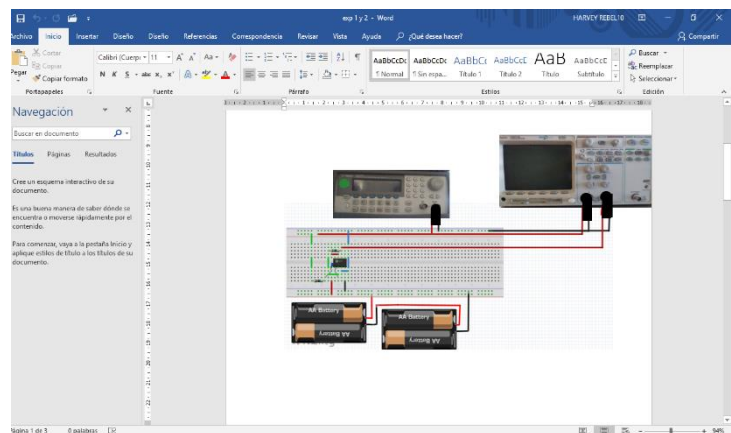 exp 1 y 2 - Word
HARVEY REBEL10
Archivo Inicio Insertar Diseño Diseño Referencias Correspondencia Revisar Vista Ayuda ¿Qué desea hacer?
Compartir
Pegar
Cortar
Copiar
Copiar formato
Portapapeles
Calibri (Cuerpo 11
N K S abc x, x²
Fuente
Párrafo
AaBbCcDc AaBbCcDc AaBbCc AaBbCcE AaB AaBbCcE
¶ Normal ¶ Sin espa... Título 1 Título 2 Título Subtítulo
Estilos
Buscar
Reemplazar
Seleccionar
Edición
Navegación
Buscar en documento
Títulos Páginas Resultados
Cree un esquema interactivo de su
documento.
Es una buena manera de saber dónde se
encuentra o moverse rápidamente por el
contenido.
Para comenzar, vaya a la pestaña Inicio y
aplique estilos de título a los títulos de su
documento.
AA Battery
AA Battery
AA Battery
AA Battery
Página 1 de 3 0 palabras
94%